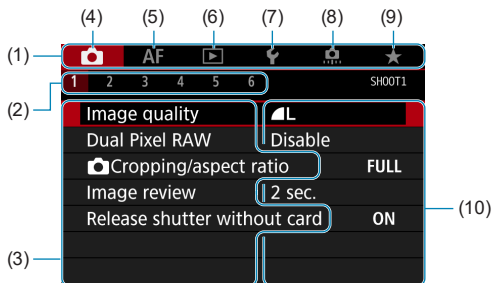 (4) (5) (6) (7) (8) (9)
(1) AF
(2) 1 2 3 4 5 6 SHOOT1
Image quality L
Dual Pixel RAW Disable
Cropping/aspect ratio FULL
Image review 2 sec.
Release shutter without card ON
(3) (10)